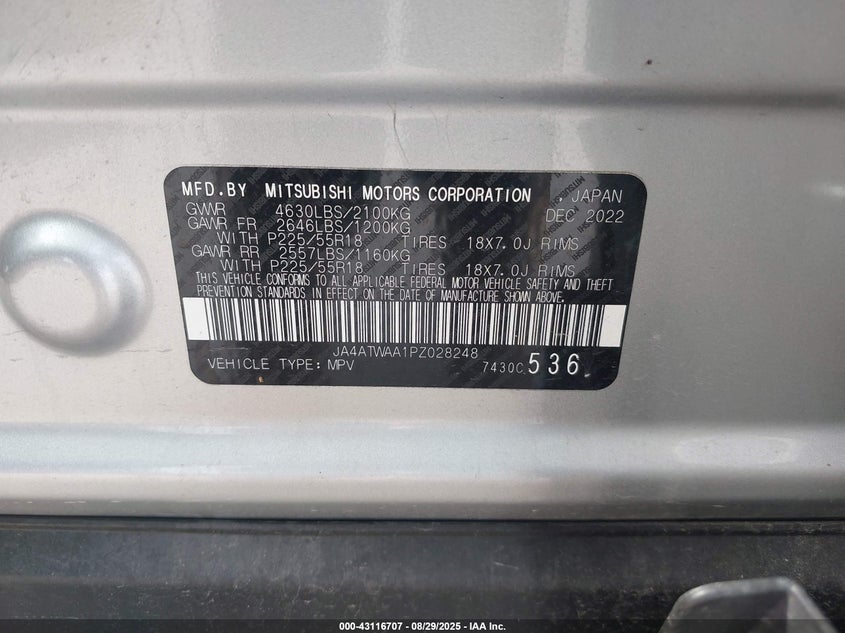 MFD.BY MITSUBISHI MOTORS CORPORATION , JAPAN
GVWR 4630LBS/2100KG DEC 2022
GAWR FR 2646LBS/1200KG
WITH P225/55R18 TIRES 18X7.0J RIMS
GAWR RR 2557LBS/1160KG
WITH P225/55R18 TIRES 18X7.0J RIMS
THIS VEHICLE CONFORMS TO ALL APPLICABLE FEDERAL MOTOR VEHICLE SAFETY AND THEFT
PREVENTION STANDARDS IN EFFECT ON THE DATE OF MANUFACTURE SHOWN ABOVE.
JA4ATWAA1PZ028248
VEHICLE TYPE: MPV 7430C 536
000-43116707 - 08/29/2025 - IAA Inc.